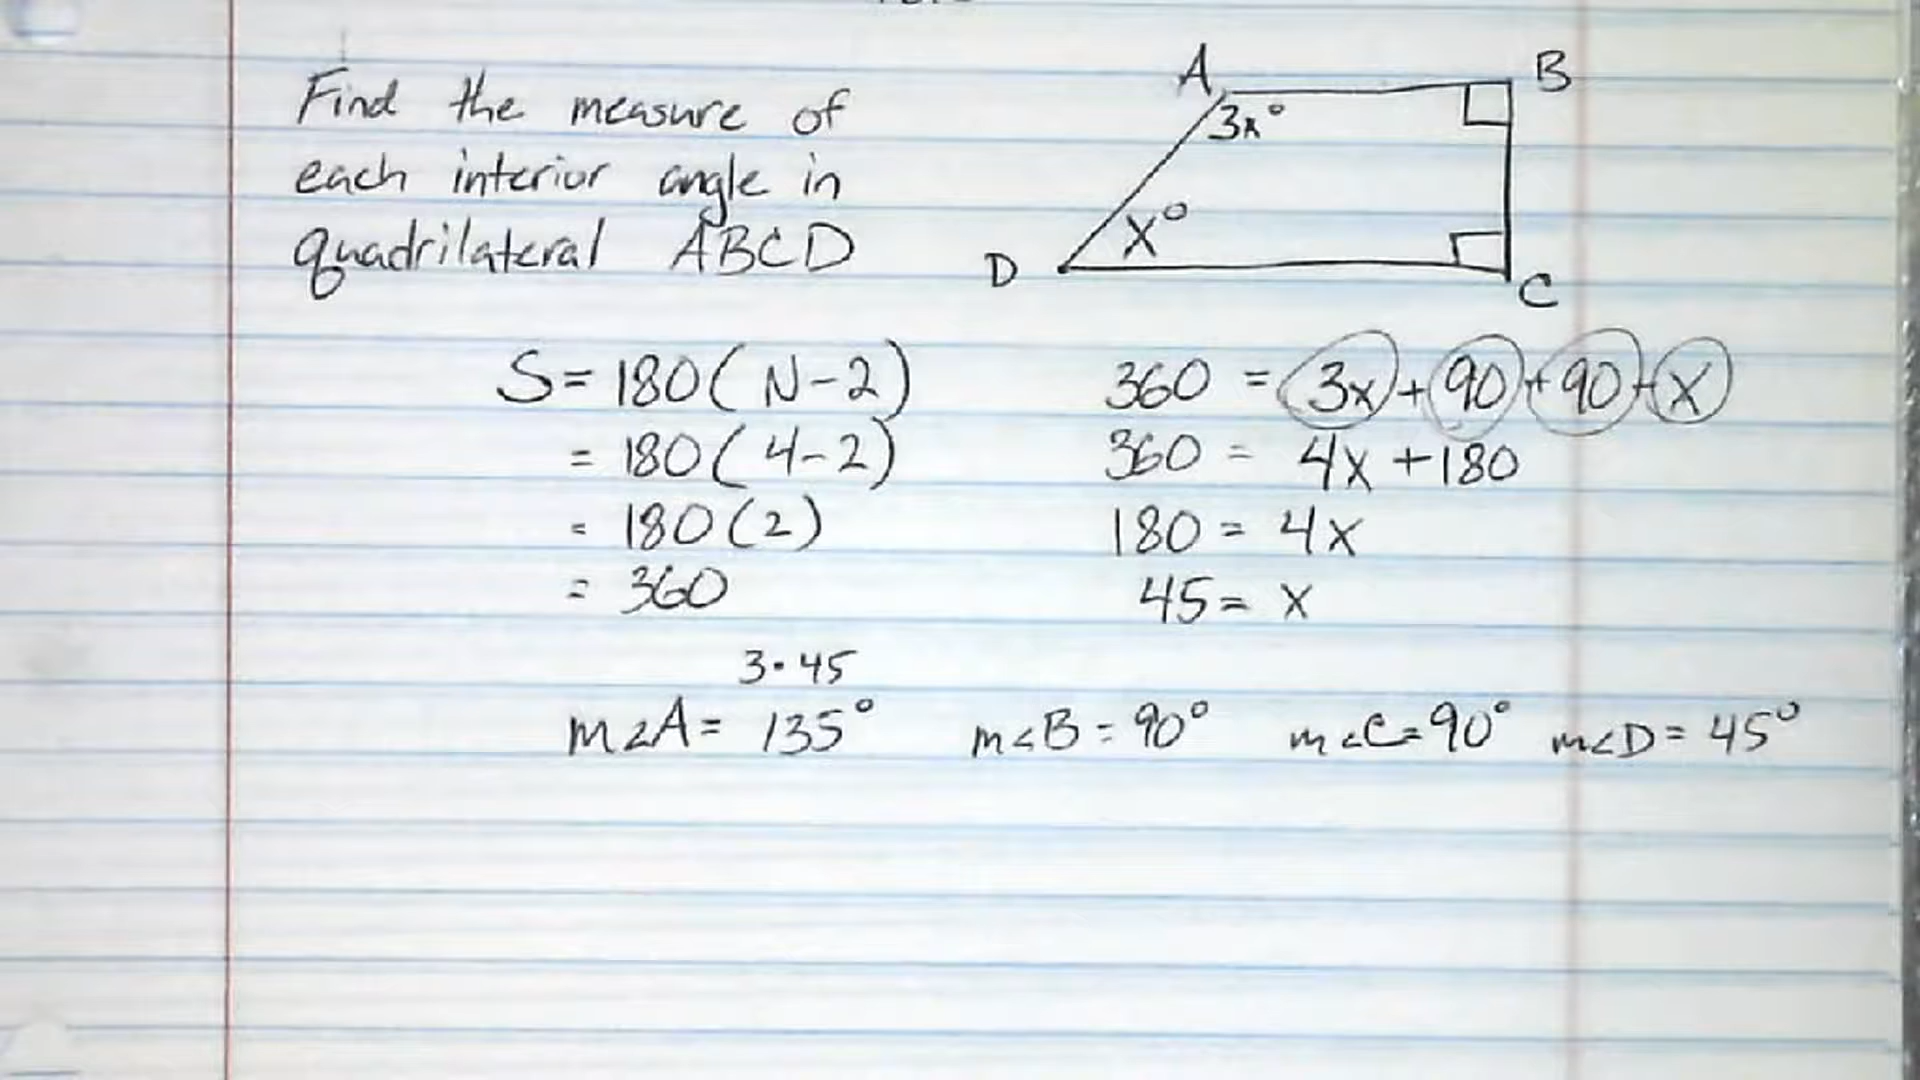 Find the measure of
each interior angle in
quadrilateral ABCD
A
B
3x°
x°
D
C
S = 180(N-2)
= 180(4-2)
= 180(2)
= 360
360 = 3x + 90 + 90 + x
360 = 4x + 180
180 = 4x
45 = x
3·45
m∠A = 135° m∠B = 90° m∠C = 90° m∠D = 45°